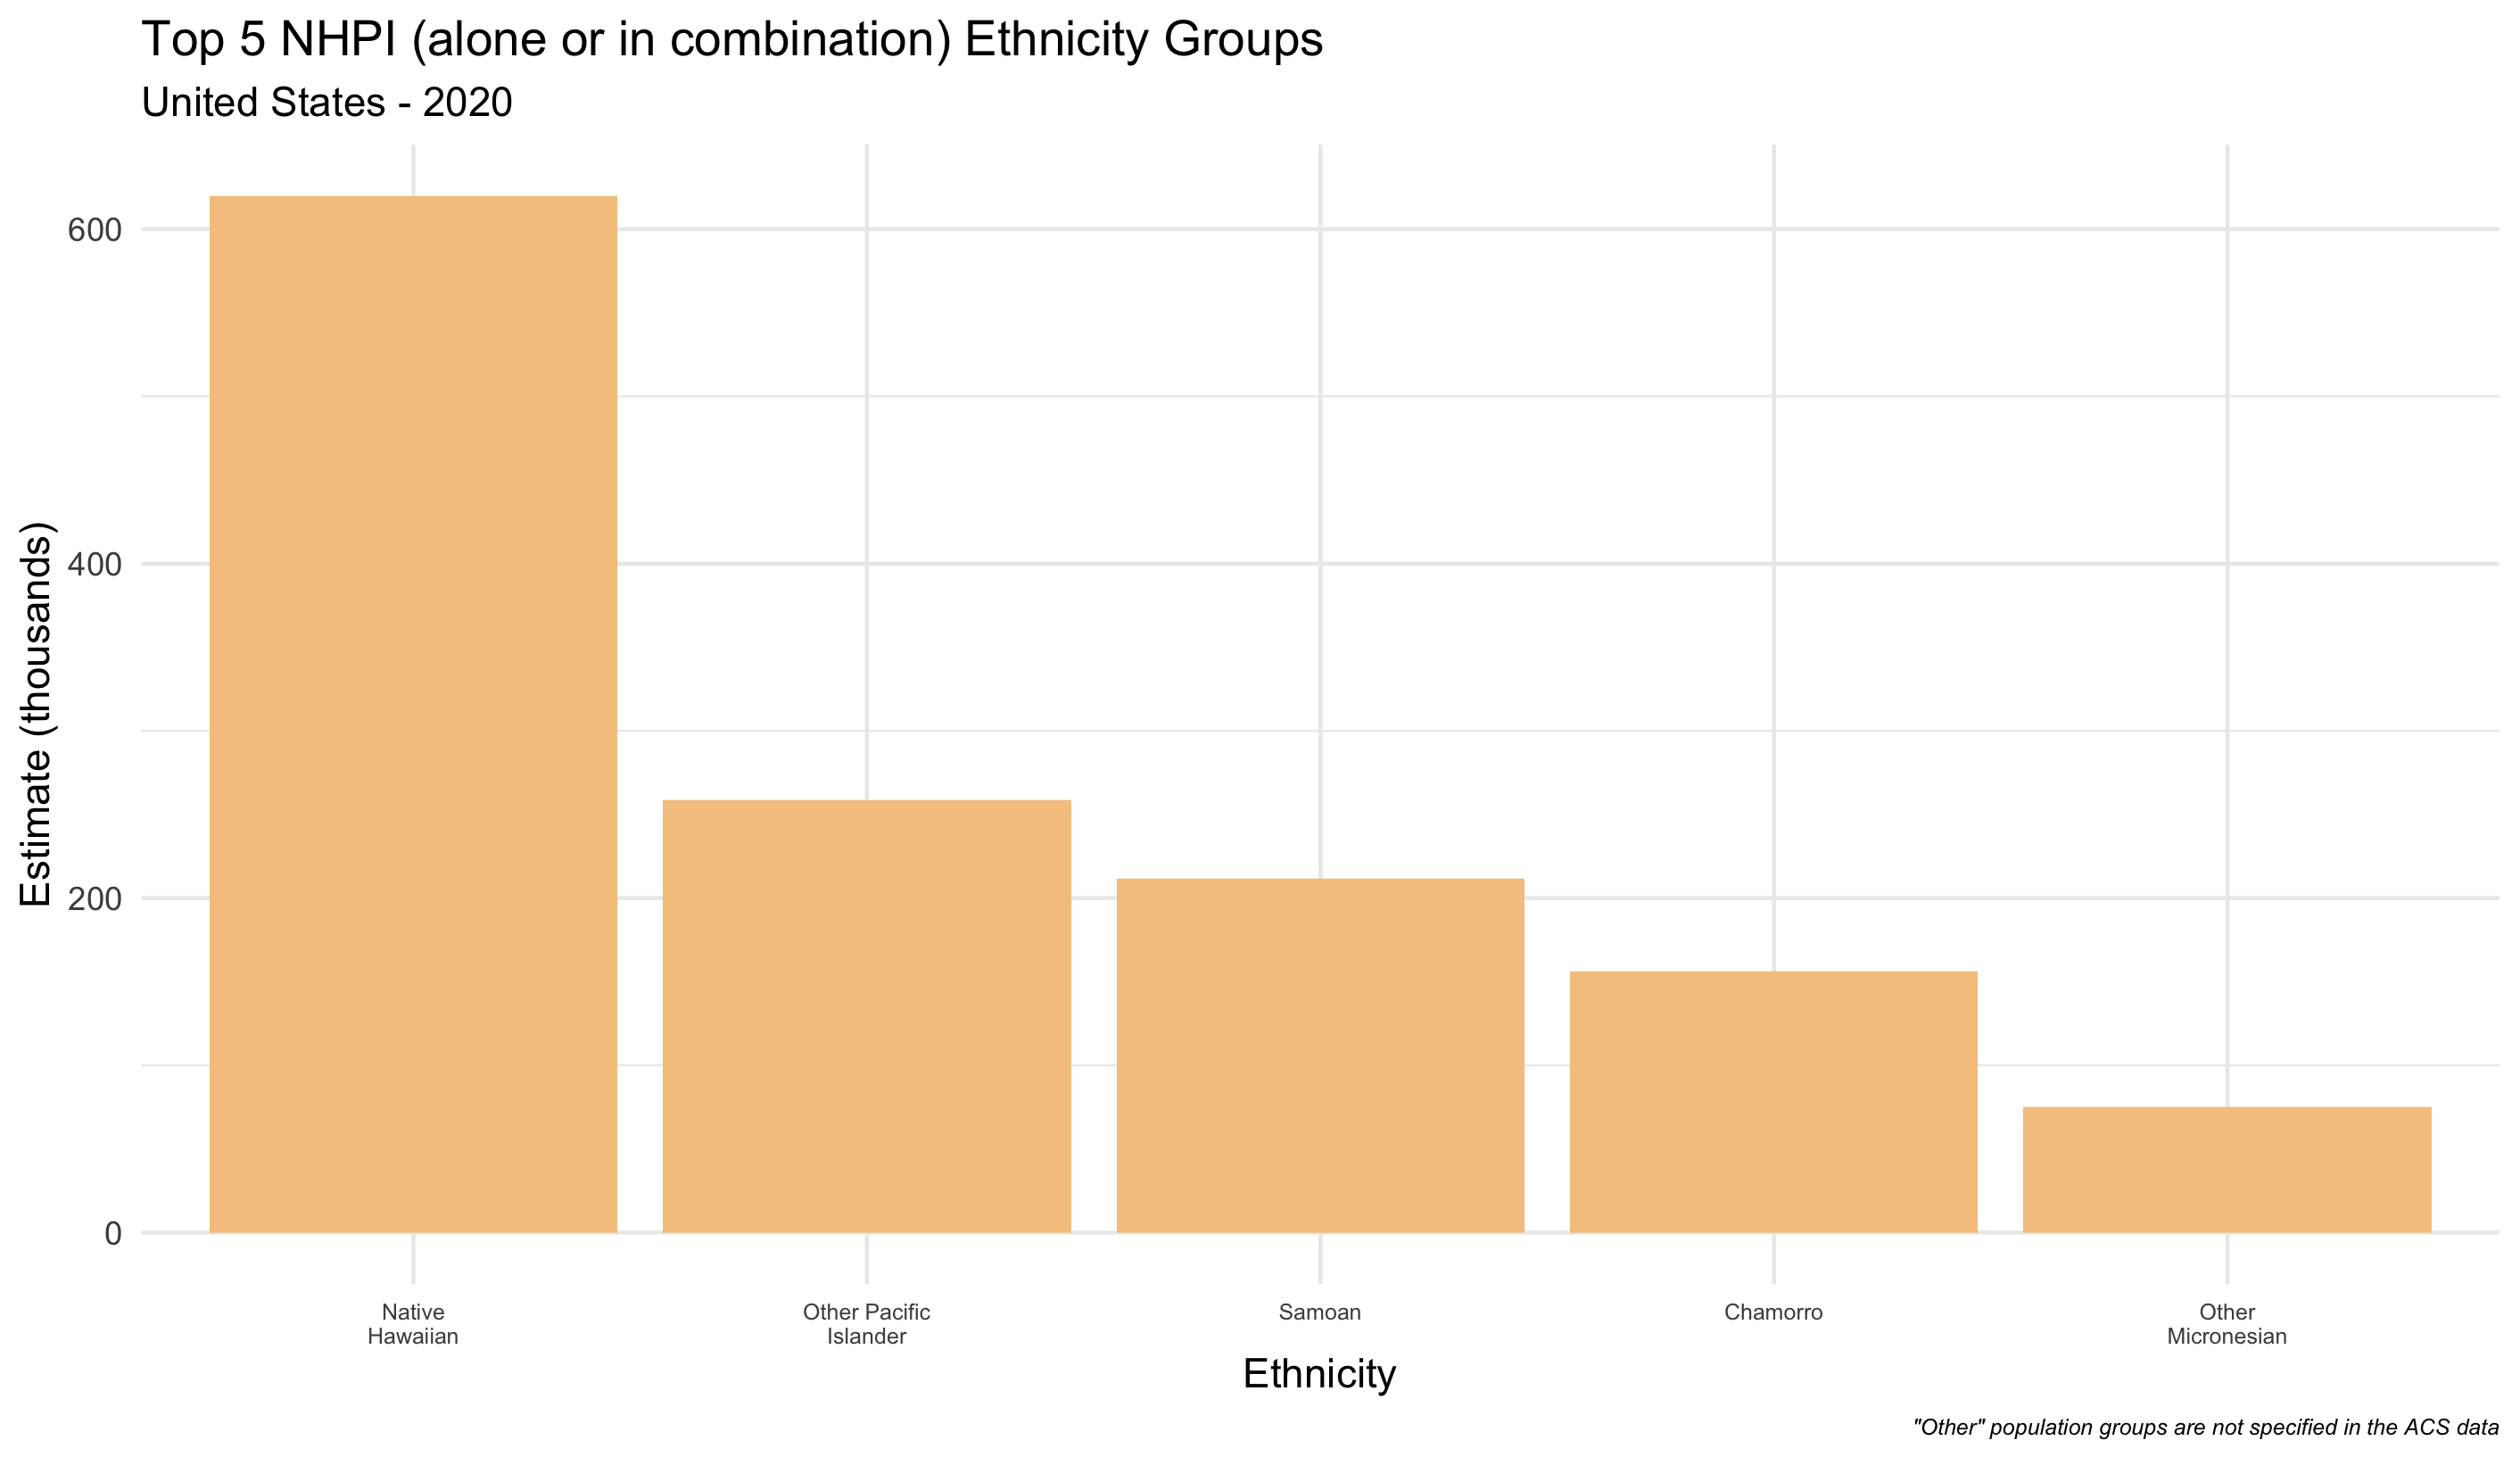 Top 5 NHPI (alone or in combination) Ethnicity Groups
United States - 2020
Estimate (thousands)
600
400
200
0
Native
Hawaiian
Other Pacific
Islander
Samoan
Chamorro
Other
Micronesian
Ethnicity
"Other" population groups are not specified in the ACS data